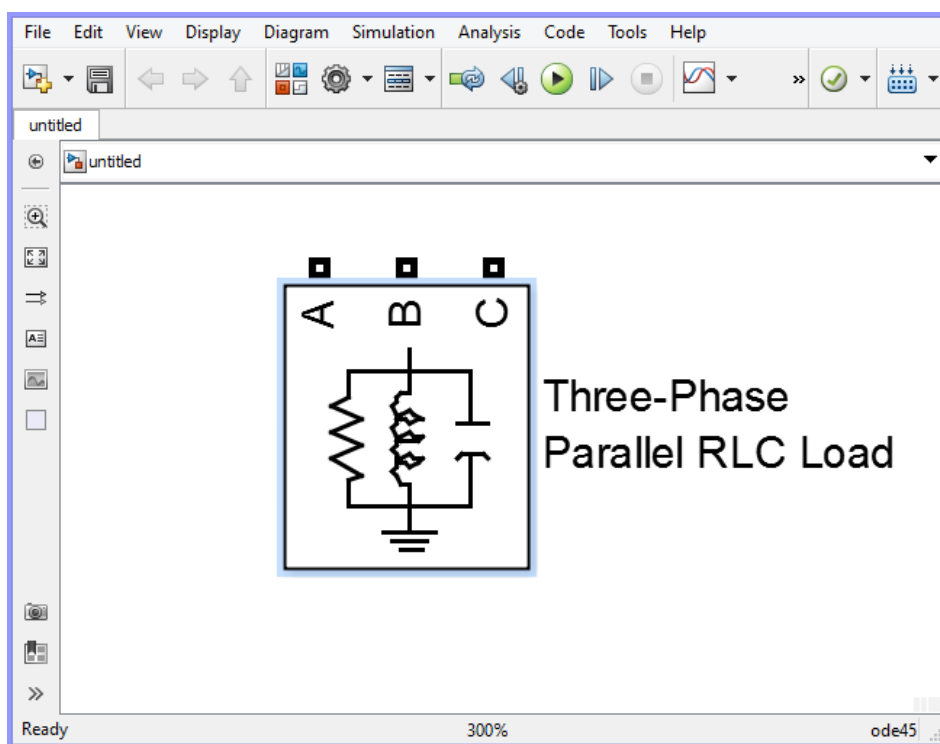 File Edit View Display Diagram Simulation Analysis Code Tools Help
»
untitled
untitled
A B C
Three-Phase
Parallel RLC Load
»
Ready 300% ode45